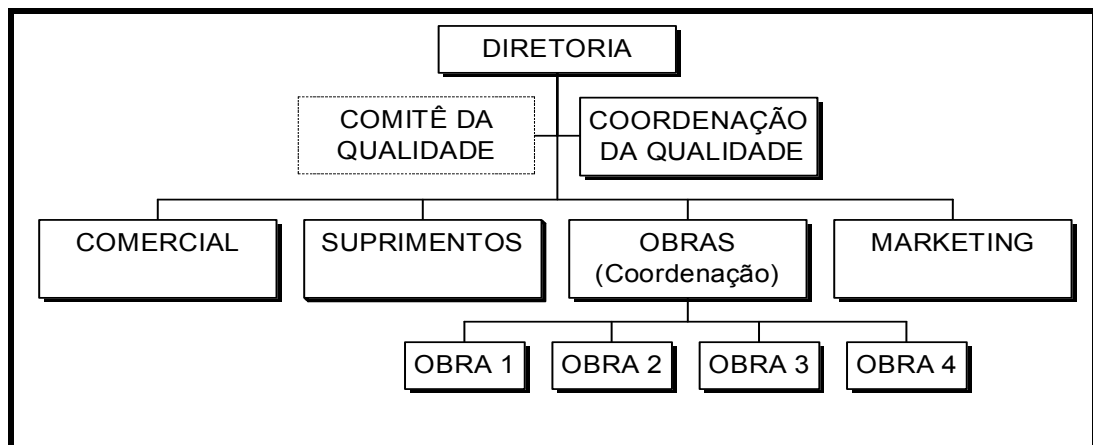 DIRETORIA
COMITÊ DA
QUALIDADE
COORDENAÇÃO
DA QUALIDADE
COMERCIAL
SUPRIMENTOS
OBRAS
(Coordenação)
MARKETING
OBRA 1
OBRA 2
OBRA 3
OBRA 4